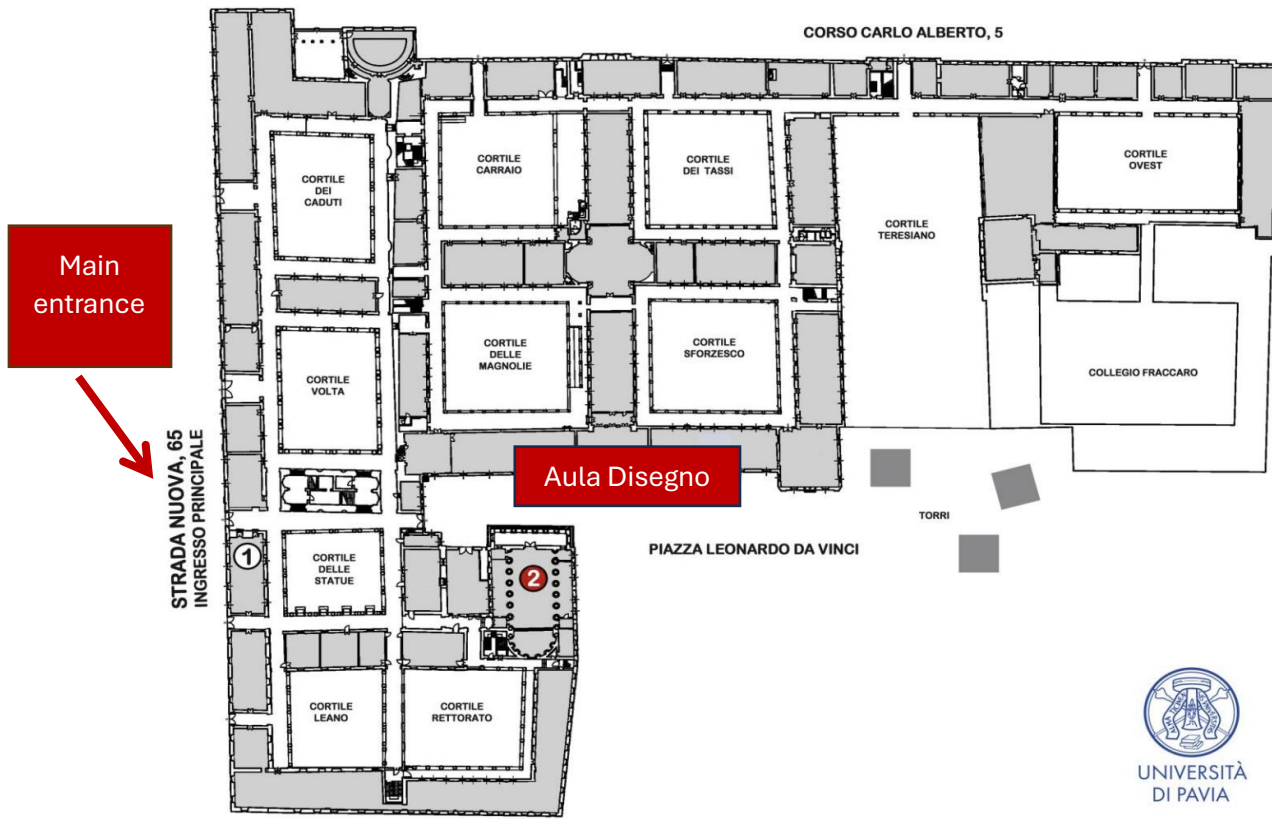 CORSO CARLO ALBERTO, 5
CORTILE
DEI
CADUTI
CORTILE
CARRAIO
CORTILE
DEI TASSI
CORTILE
OVEST
CORTILE
TERESIANO
Main
entrance
CORTILE
VOLTA
CORTILE
DELLE
MAGNOLIE
CORTILE
SFORZESCO
COLLEGIO FRACCARO
STRADA NUOVA, 65
INGRESSO PRINCIPALE
Aula Disegno
TORRI
PIAZZA LEONARDO DA VINCI
1
CORTILE
DELLE
STATUE
2
CORTILE
LEANO
CORTILE
RETTORATO
UNIVERSITÀ
DI PAVIA